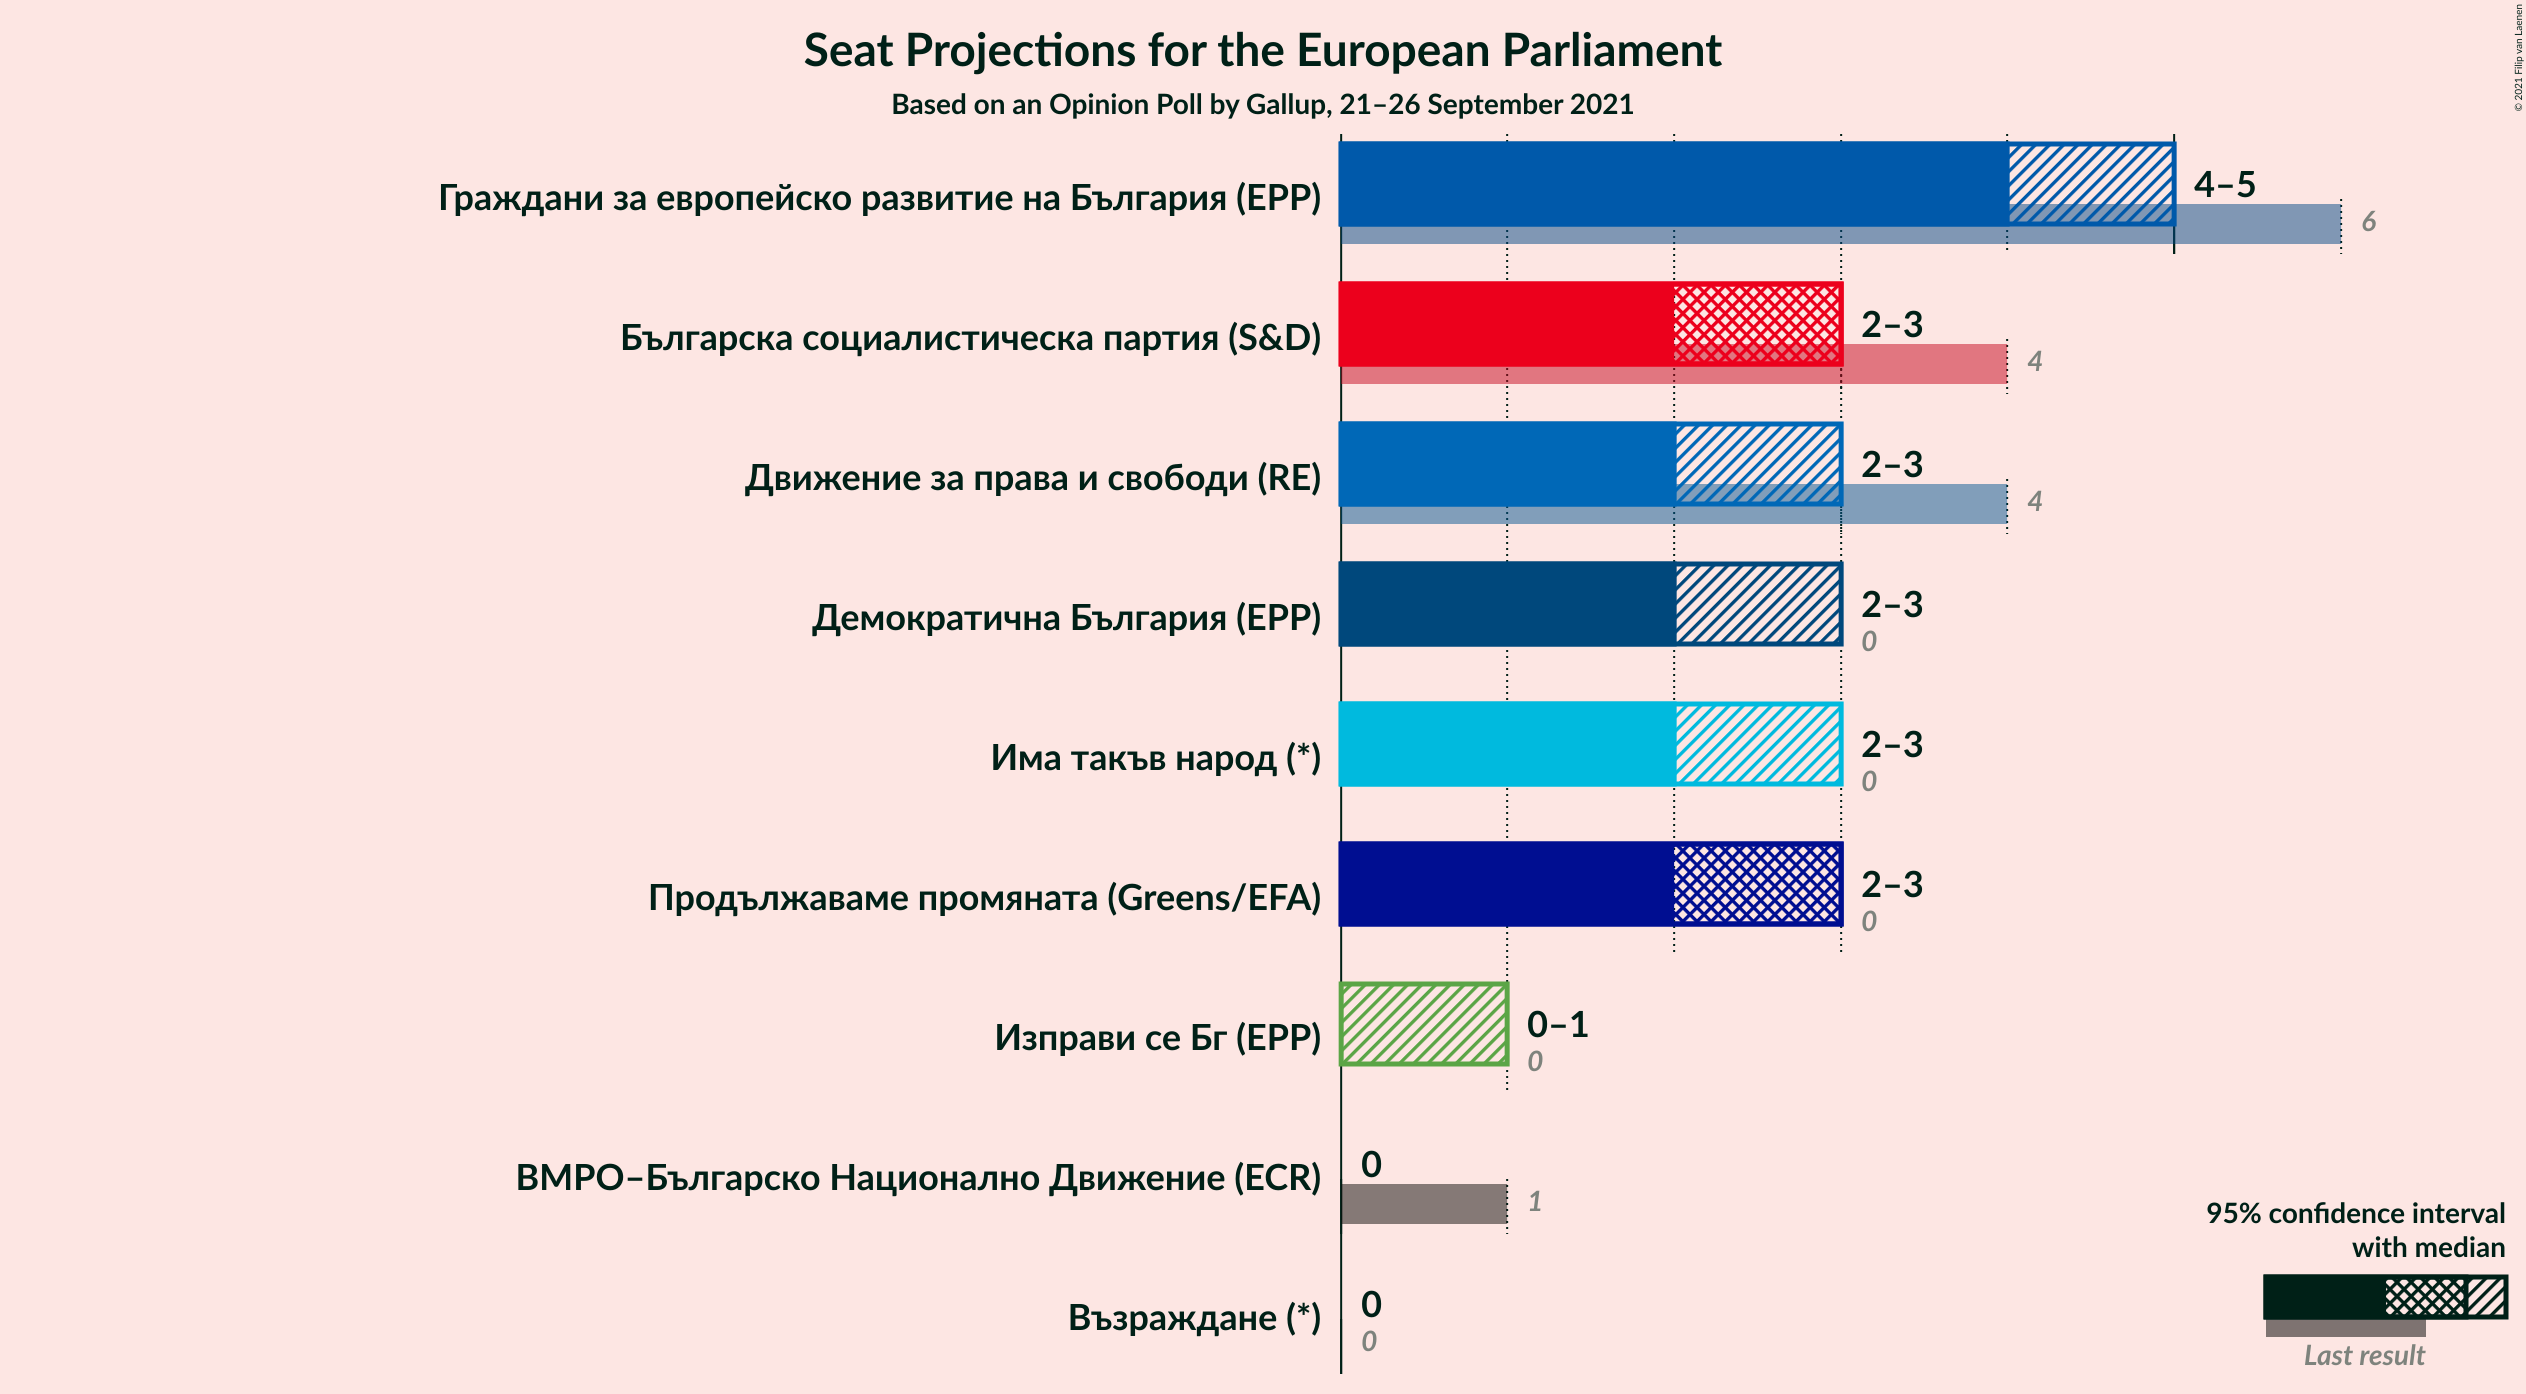 Seat Projections for the European Parliament
Based on an Opinion Poll by Gallup, 21–26 September 2021
© 2021 Filip van Laenen
Граждани за европейско развитие на България (EPP)
4–5
6
Българска социалистическа партия (S&D)
2–3
4
Движение за права и свободи (RE)
2–3
4
Демократична България (EPP)
2–3
0
Има такъв народ (*)
2–3
0
Продължаваме промяната (Greens/EFA)
2–3
0
Изправи се Бг (EPP)
0–1
0
ВМРО–Българско Национално Движение (ECR)
0
1
Възраждане (*)
0
0
95% confidence interval
with median
Last result